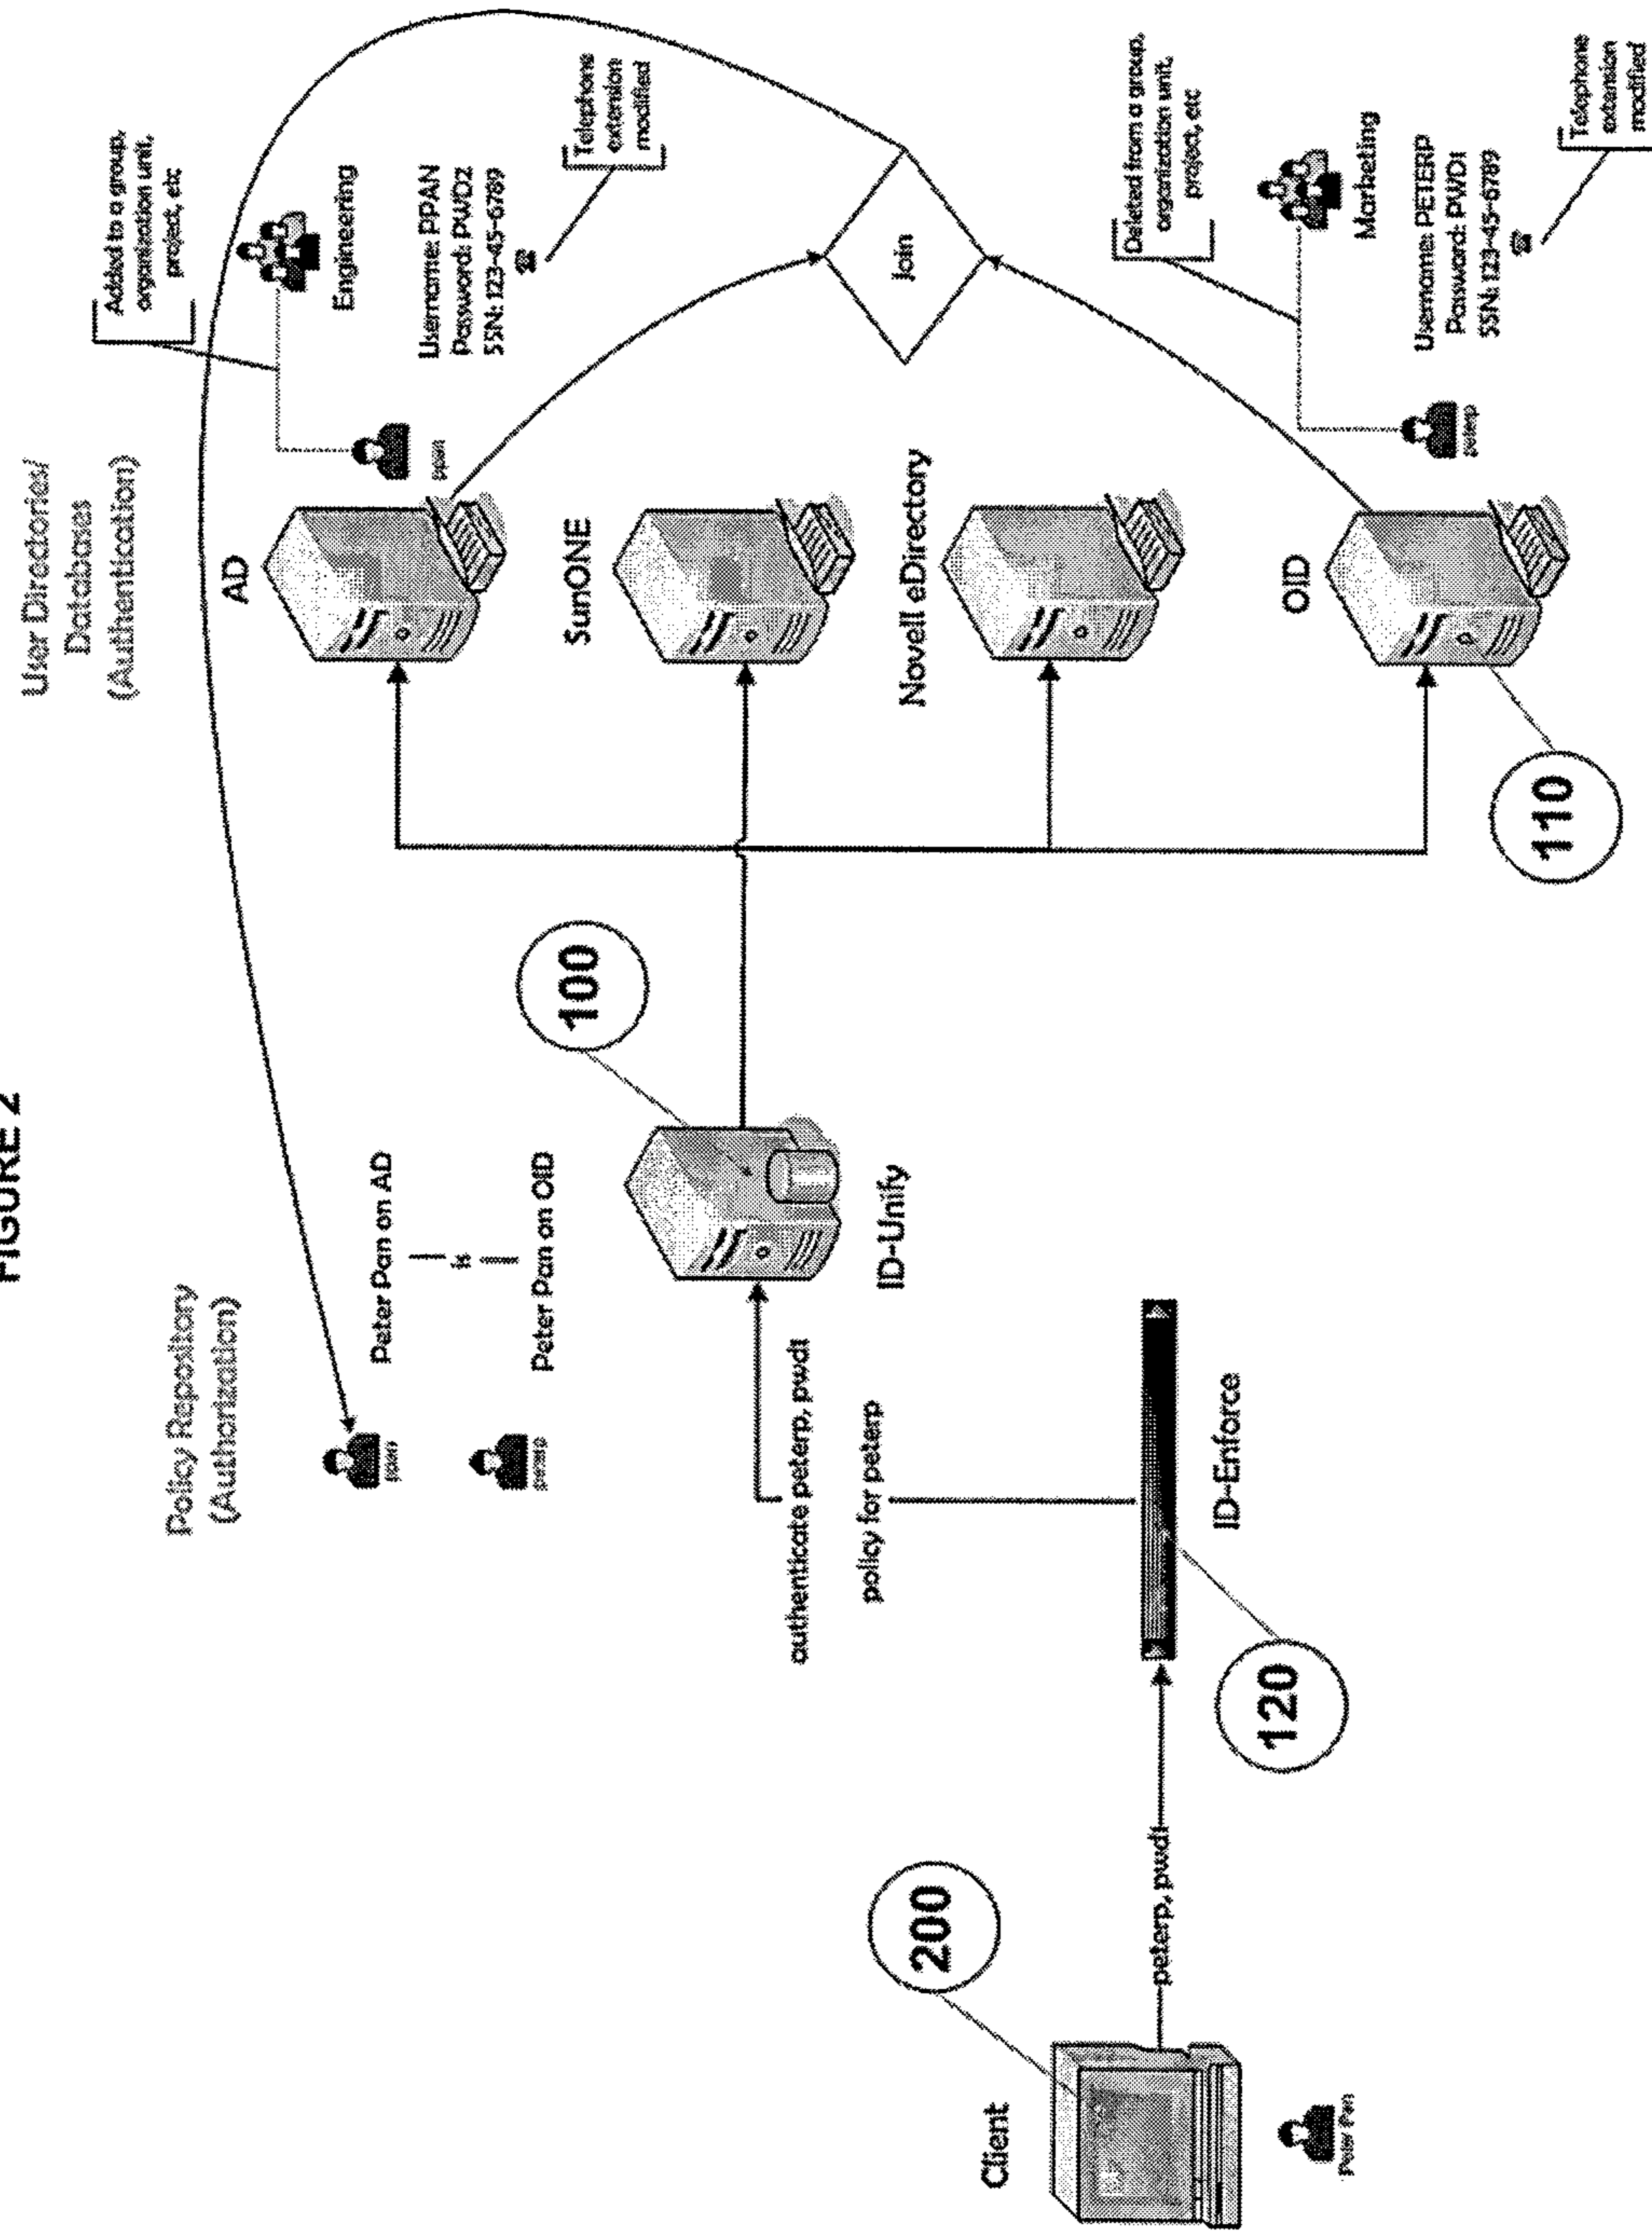 FIGURE 2
Policy Repository
(Authorization)
ppan
Peter Pan on AD
is
peterp
Peter Pan on OID
User Directories/
Databases
(Authentication)
Added to a group,
organization unit,
project, etc
AD
ppan
Engineering
Username: PPAN
Password: PWD2
SSN: 123-45-6789
Telephone
extension
modified
100
ID-Unify
SunONE
authenticate peterp, pwd1
policy for peterp
Join
Novell eDirectory
200
Client
Peter Pan
peterp, pwd1
120
ID-Enforce
Deleted from a group,
organization unit,
project, etc
OID
110
peterp
Marketing
Username: PETERP
Password: PWD1
SSN: 123-45-6789
Telephone
extension
modified